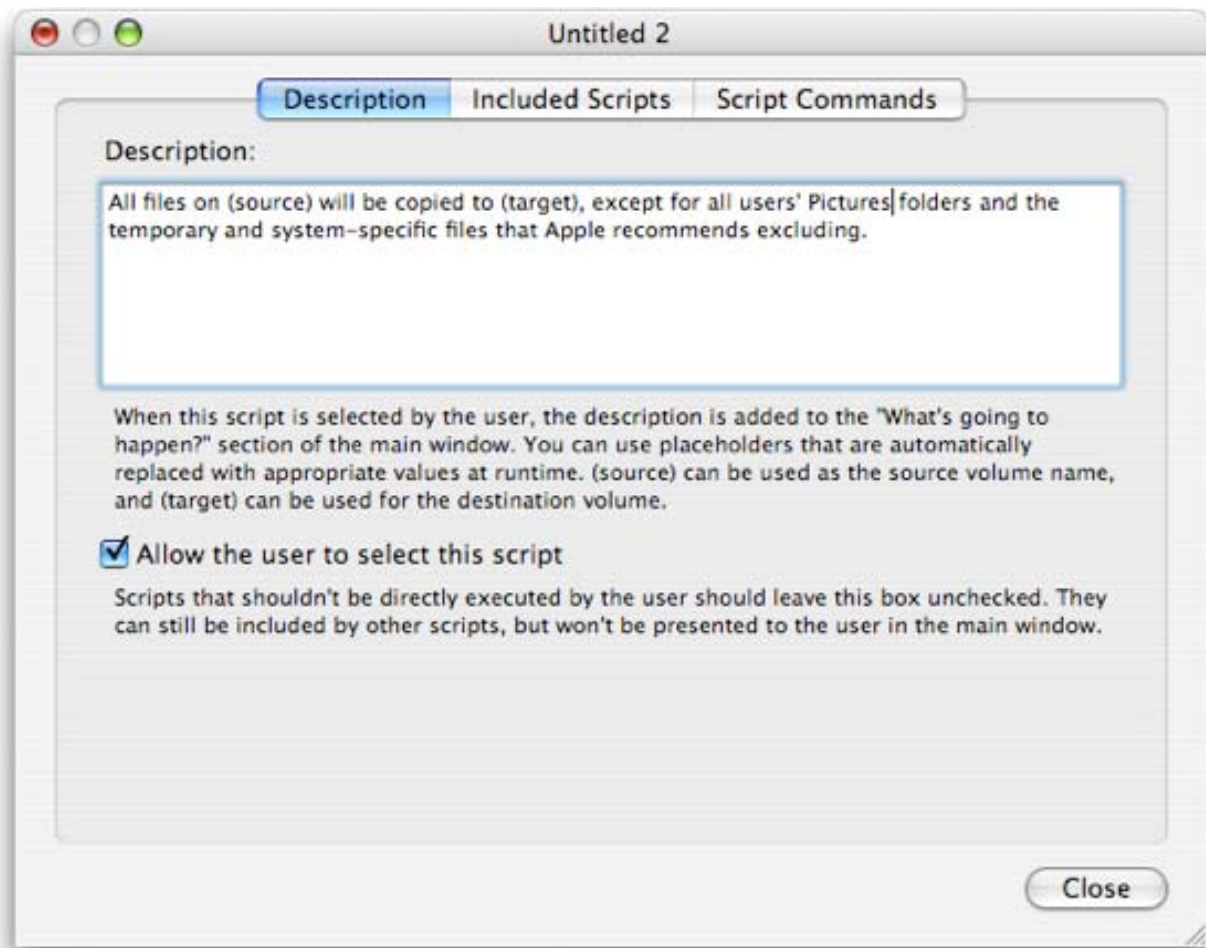 Untitled 2
Description Included Scripts Script Commands
Description:
All files on (source) will be copied to (target), except for all users' Pictures folders and the
temporary and system-specific files that Apple recommends excluding.
When this script is selected by the user, the description is added to the "What's going to
happen?" section of the main window. You can use placeholders that are automatically
replaced with appropriate values at runtime. (source) can be used as the source volume name,
and (target) can be used for the destination volume.
Allow the user to select this script
Scripts that shouldn't be directly executed by the user should leave this box unchecked. They
can still be included by other scripts, but won't be presented to the user in the main window.
Close